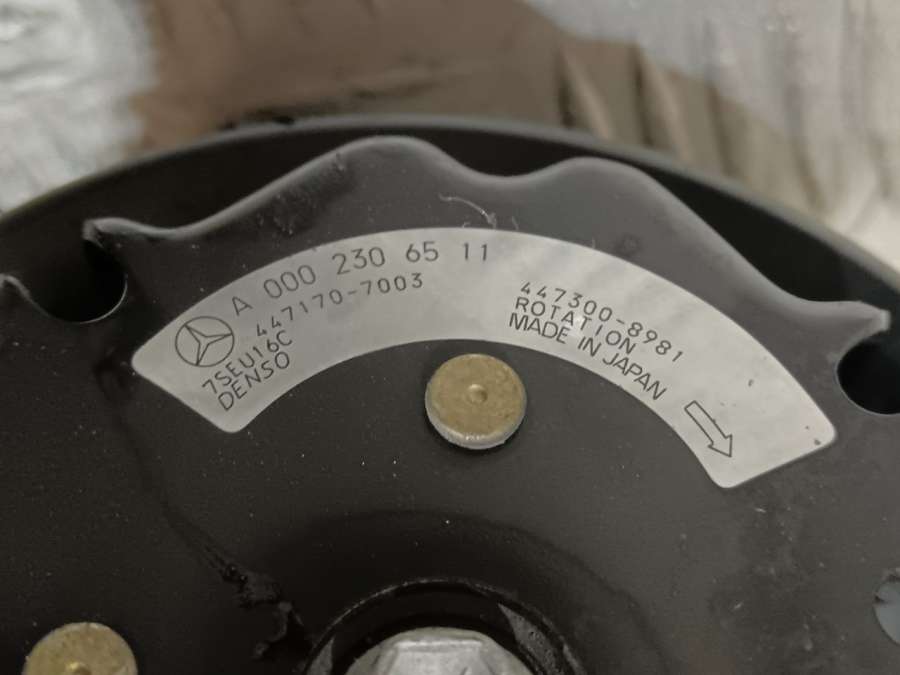 A 000 230 65 11
447170-7003
7SEU16C
DENSO
447300-8981
ROTATION
MADE IN JAPAN